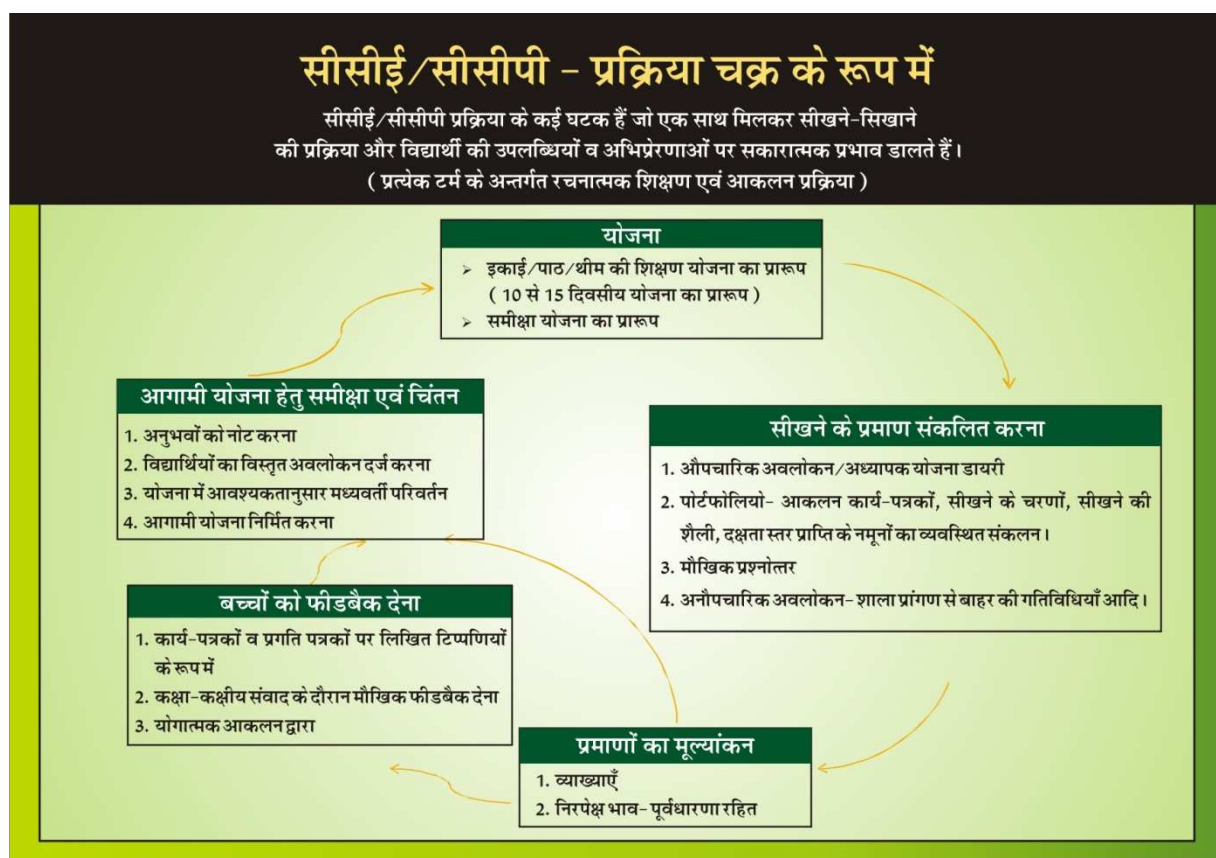 सीसीई/सीसीपी - प्रक्रिया चक्र के रूप में
सीसीई/सीसीपी प्रक्रिया के कई घटक हैं जो एक साथ मिलकर सीखने-सिखाने
की प्रक्रिया और विद्यार्थी की उपलब्धियों व अभिप्रेरणाओं पर सकारात्मक प्रभाव डालते हैं।
( प्रत्येक टर्म के अन्तर्गत रचनात्मक शिक्षण एवं आकलन प्रक्रिया )
योजना
➢ इकाई/पाठ/थीम की शिक्षण योजना का प्रारूप
( 10 से 15 दिवसीय योजना का प्रारूप )
➢ समीक्षा योजना का प्रारूप
सीखने के प्रमाण संकलित करना
1. औपचारिक अवलोकन/अध्यापक योजना डायरी
2. पोर्टफोलियो- आकलन कार्य-पत्रकों, सीखने के चरणों, सीखने की
शैली, दक्षता स्तर प्राप्ति के नमूनों का व्यवस्थित संकलन।
3. मौखिक प्रश्नोत्तर
4. अनौपचारिक अवलोकन- शाला प्रांगण से बाहर की गतिविधियाँ आदि।
प्रमाणों का मूल्यांकन
1. व्याख्याएँ
2. निरपेक्ष भाव- पूर्वधारणा रहित
बच्चों को फीडबैक देना
1. कार्य-पत्रकों व प्रगति पत्रकों पर लिखित टिप्पणियों
के रूप में
2. कक्षा-कक्षीय संवाद के दौरान मौखिक फीडबैक देना
3. योगात्मक आकलन द्वारा
आगामी योजना हेतु समीक्षा एवं चिंतन
1. अनुभवों को नोट करना
2. विद्यार्थियों का विस्तृत अवलोकन दर्ज करना
3. योजना में आवश्यकतानुसार मध्यवर्ती परिवर्तन
4. आगामी योजना निर्मित करना